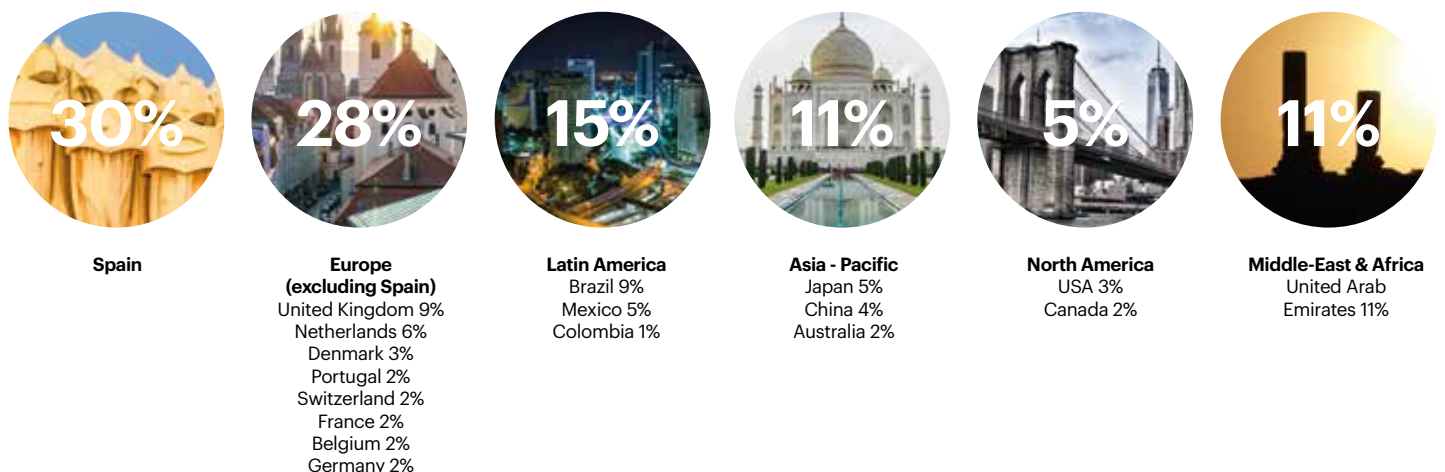 30%
28%
15%
11%
5%
11%
Spain
Europe
(excluding Spain)
United Kingdom 9%
Netherlands 6%
Denmark 3%
Portugal 2%
Switzerland 2%
France 2%
Belgium 2%
Germany 2%
Latin America
Brazil 9%
Mexico 5%
Colombia 1%
Asia - Pacific
Japan 5%
China 4%
Australia 2%
North America
USA 3%
Canada 2%
Middle-East & Africa
United Arab
Emirates 11%